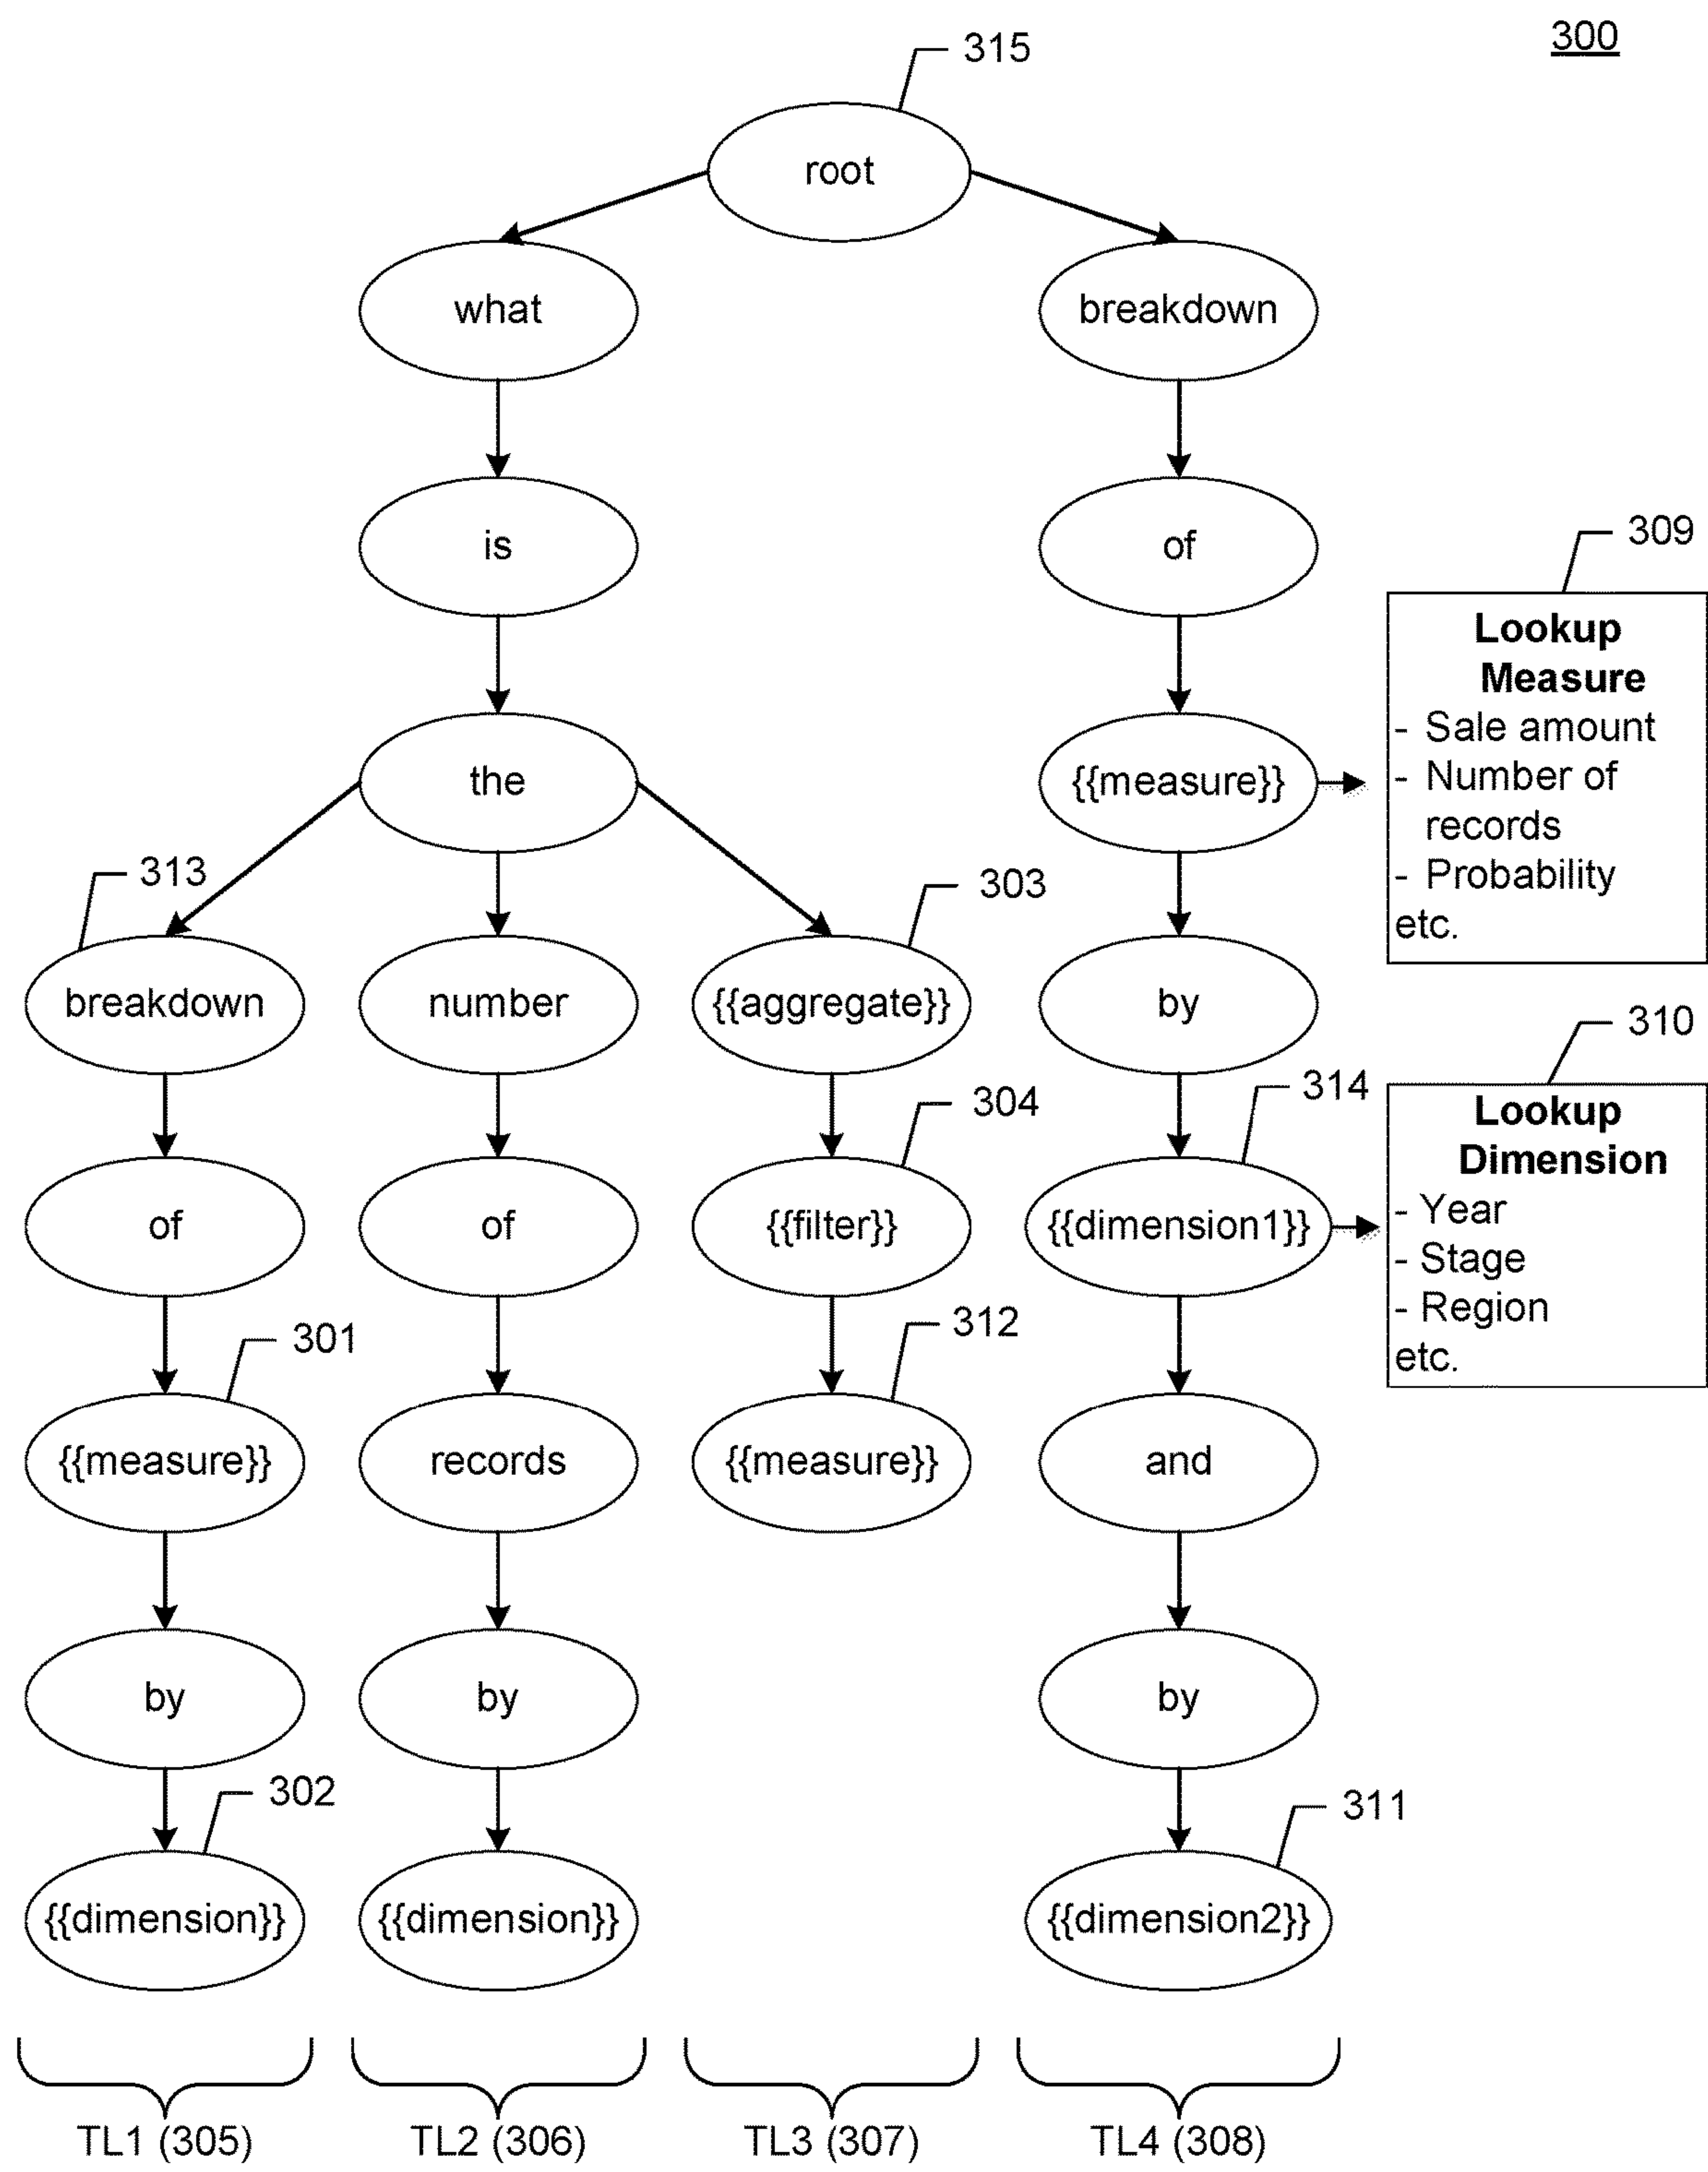 300
315
root
what
breakdown
is
of
309
Lookup
Measure
- Sale amount
- Number of
records
- Probability
etc.
the
{{measure}}
313
303
breakdown
number
{{aggregate}}
by
310
Lookup
Dimension
- Year
- Stage
- Region
etc.
304
314
of
of
{{filter}}
{{dimension1}}
301
312
{{measure}}
records
{{measure}}
and
by
by
by
302
311
{{dimension}}
{{dimension}}
{{dimension2}}
TL1 (305)
TL2 (306)
TL3 (307)
TL4 (308)